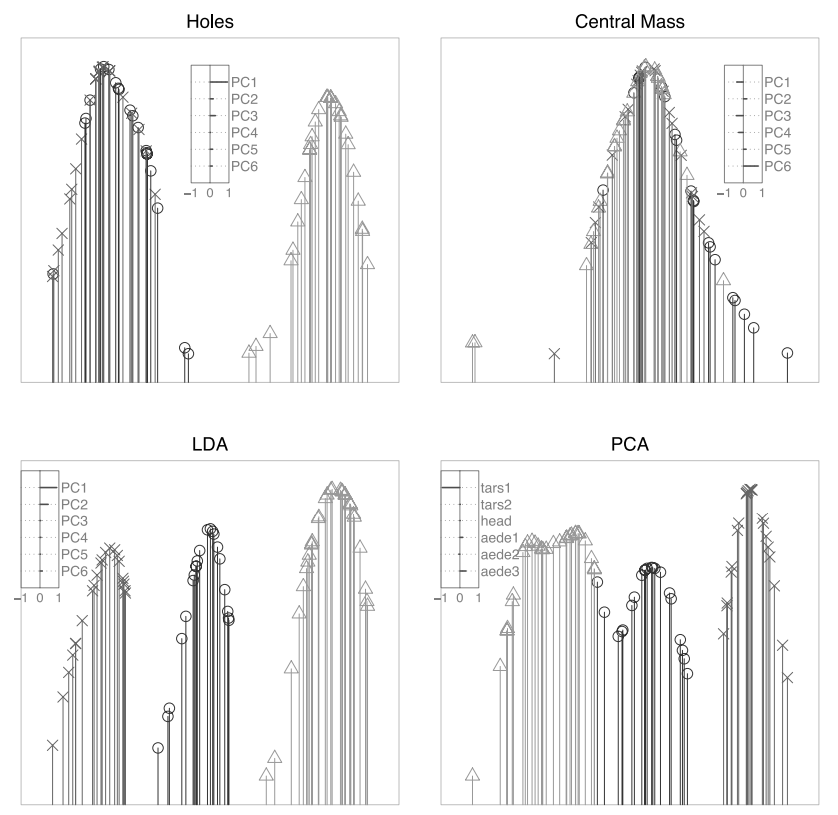 Holes
PC1
PC2
PC3
PC4
PC5
PC6
−1 0 1
Central Mass
PC1
PC2
PC3
PC4
PC5
PC6
−1 0 1
LDA
PC1
PC2
PC3
PC4
PC5
PC6
−1 0 1
PCA
tars1
tars2
head
aede1
aede2
aede3
−1 0 1